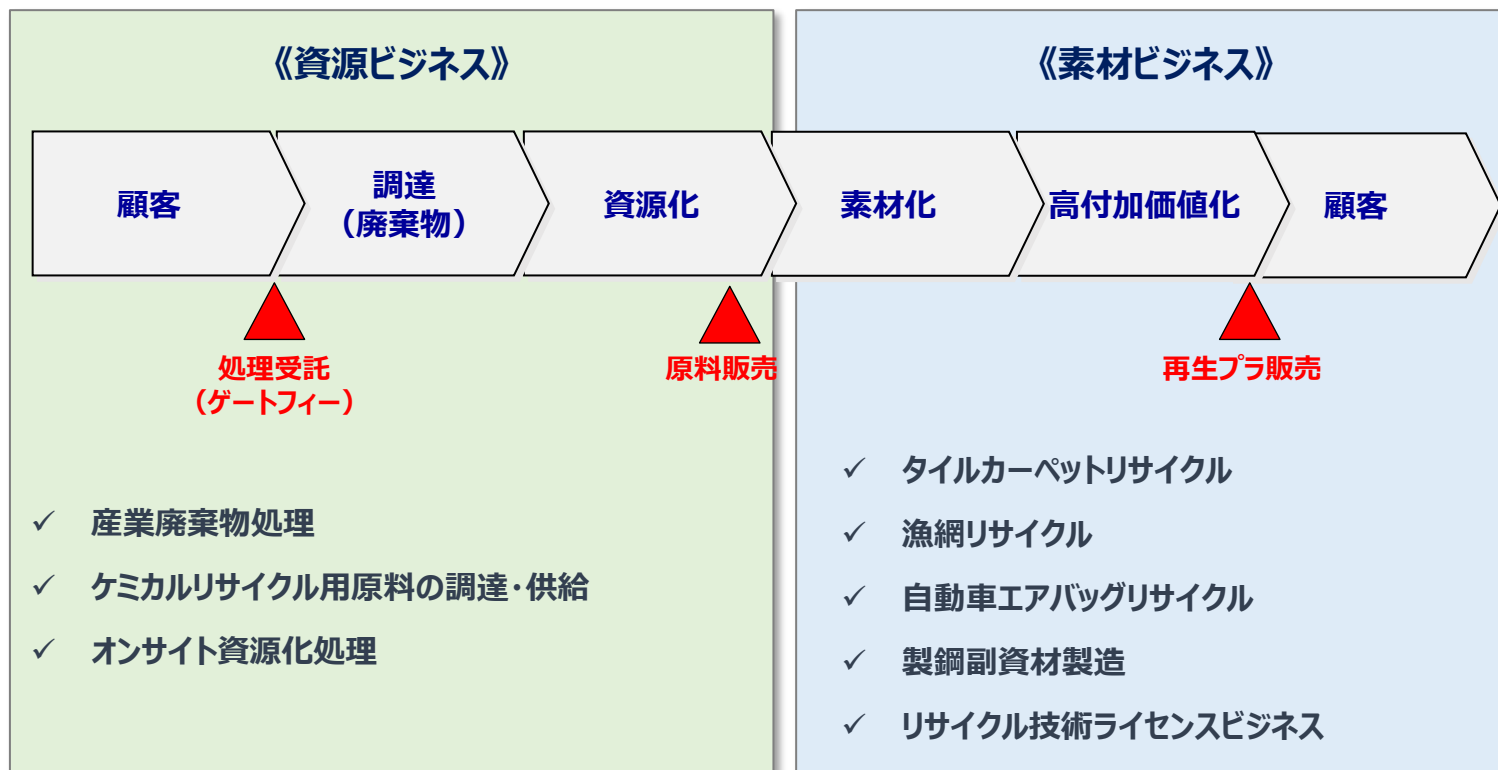 《資源ビジネス》
《素材ビジネス》
顧客
調達
（廃棄物）
資源化
素材化
高付加価値化
顧客
処理受託
（ゲートフィー）
原料販売
再生プラ販売
✓ 産業廃棄物処理
✓ ケミカルリサイクル用原料の調達・供給
✓ オンサイト資源化処理
✓ タイルカーペットリサイクル
✓ 漁網リサイクル
✓ 自動車エアバッグリサイクル
✓ 製鋼副資材製造
✓ リサイクル技術ライセンスビジネス